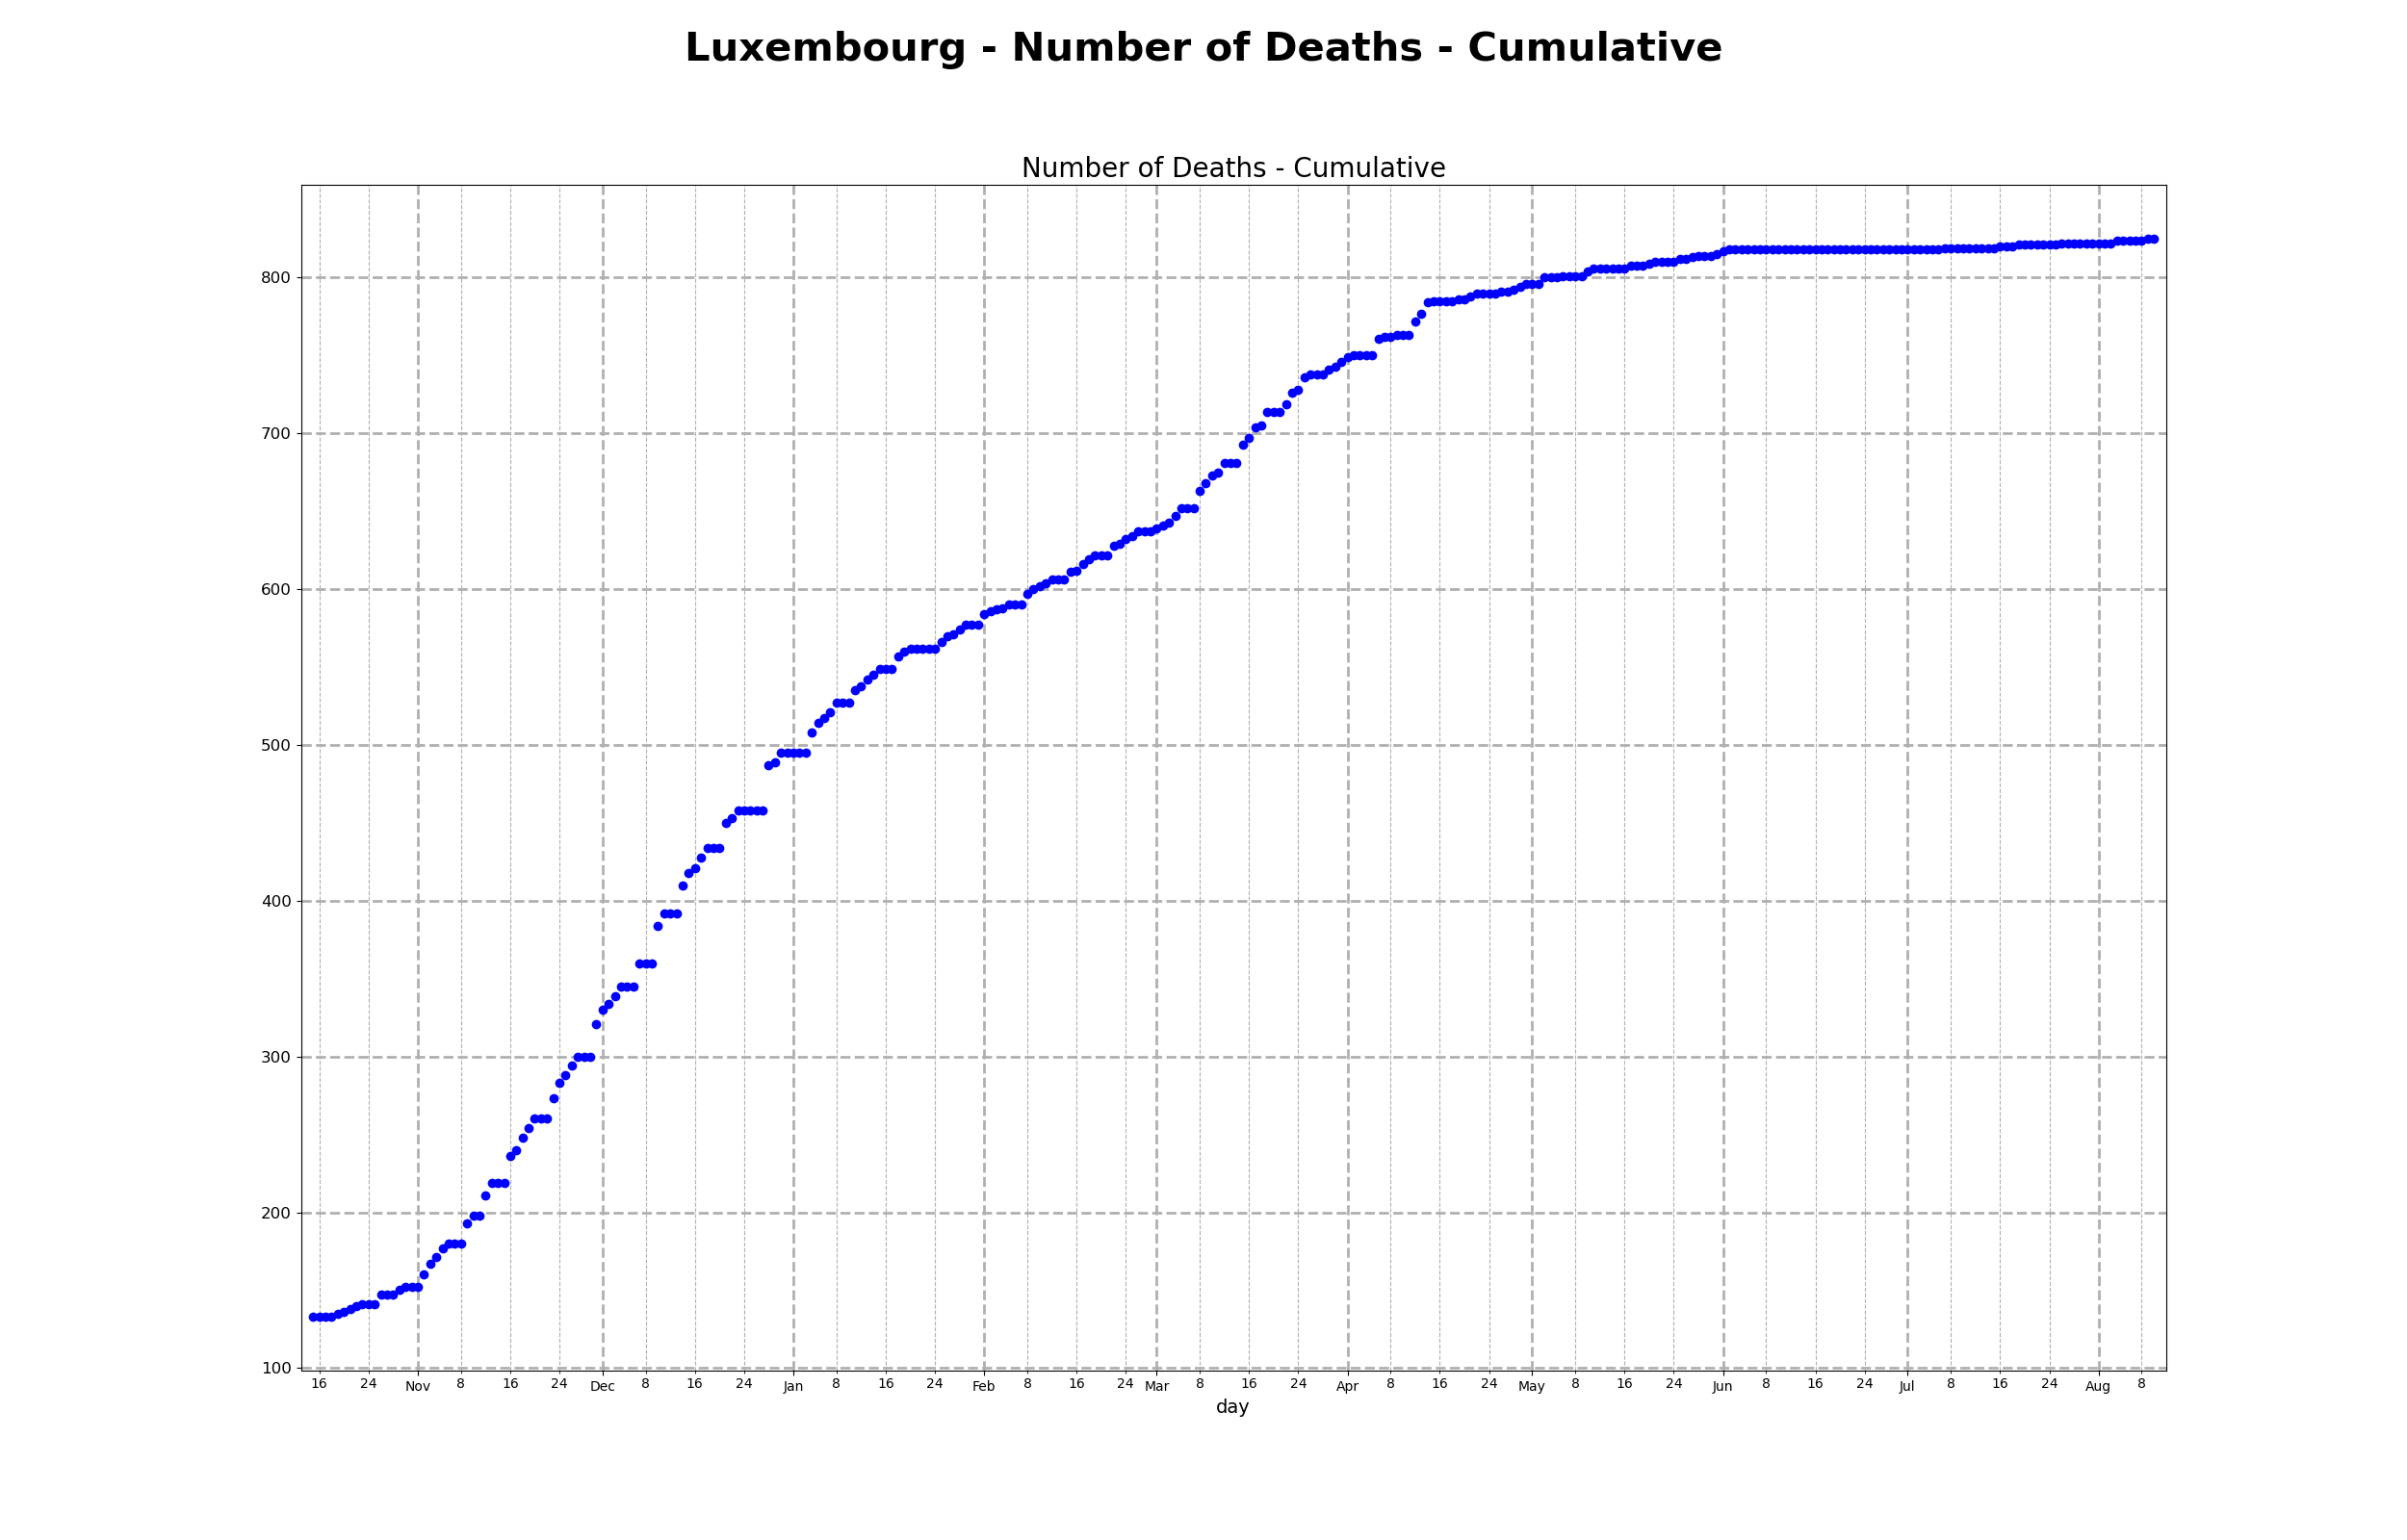 Luxembourg - Number of Deaths - Cumulative
Number of Deaths - Cumulative
800
700
600
500
400
300
200
100
16 24 Nov 8 16 24 Dec 8 16 24 Jan 8 16 24 Feb 8 16 24 Mar 8 16 24 Apr 8 16 24 May 8 16 24 Jun 8 16 24 Jul 8 16 24 Aug 8
day